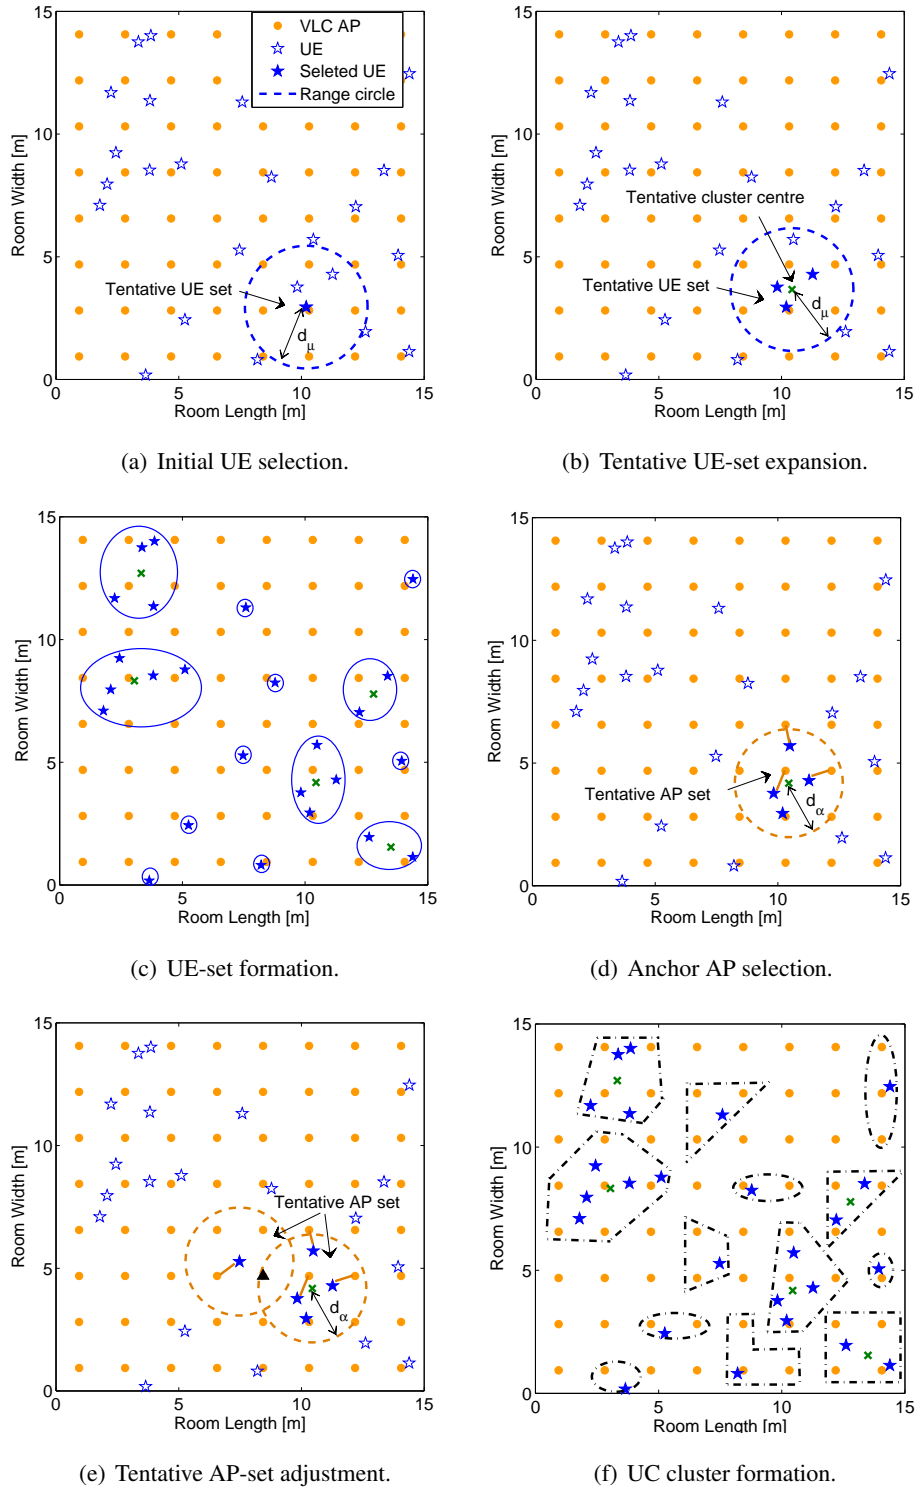 15
10
5
0
0
5
10
15
Room Width [m]
Room Length [m]
VLC AP
UE
Seleted UE
Range circle
Tentative UE set
dμ
(a) Initial UE selection.
15
10
5
0
0
5
10
15
Room Width [m]
Room Length [m]
Tentative cluster centre
Tentative UE set
dμ
(b) Tentative UE-set expansion.
15
10
5
0
0
5
10
15
Room Width [m]
Room Length [m]
(c) UE-set formation.
15
10
5
0
0
5
10
15
Room Width [m]
Room Length [m]
Tentative AP set
dα
(d) Anchor AP selection.
15
10
5
0
0
5
10
15
Room Width [m]
Room Length [m]
Tentative AP set
dα
(e) Tentative AP-set adjustment.
15
10
5
0
0
5
10
15
Room Width [m]
Room Length [m]
(f) UC cluster formation.